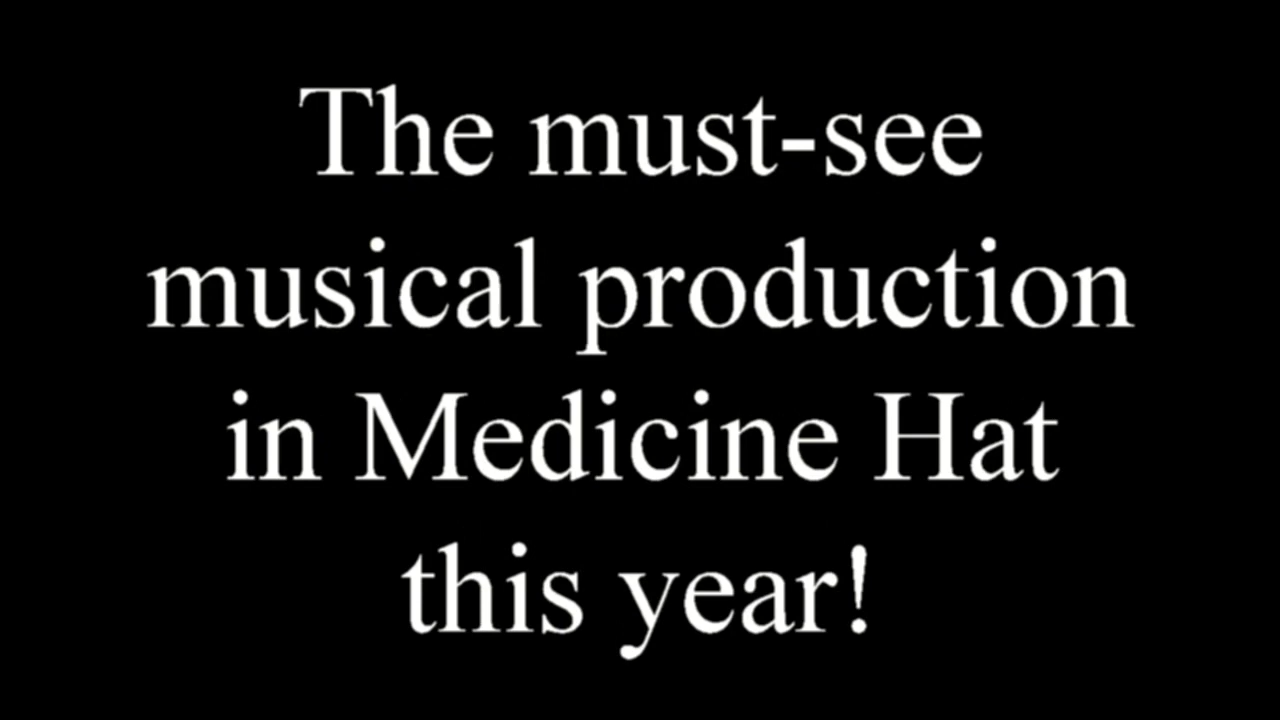 The must-see
musical production
in Medicine Hat
this year!